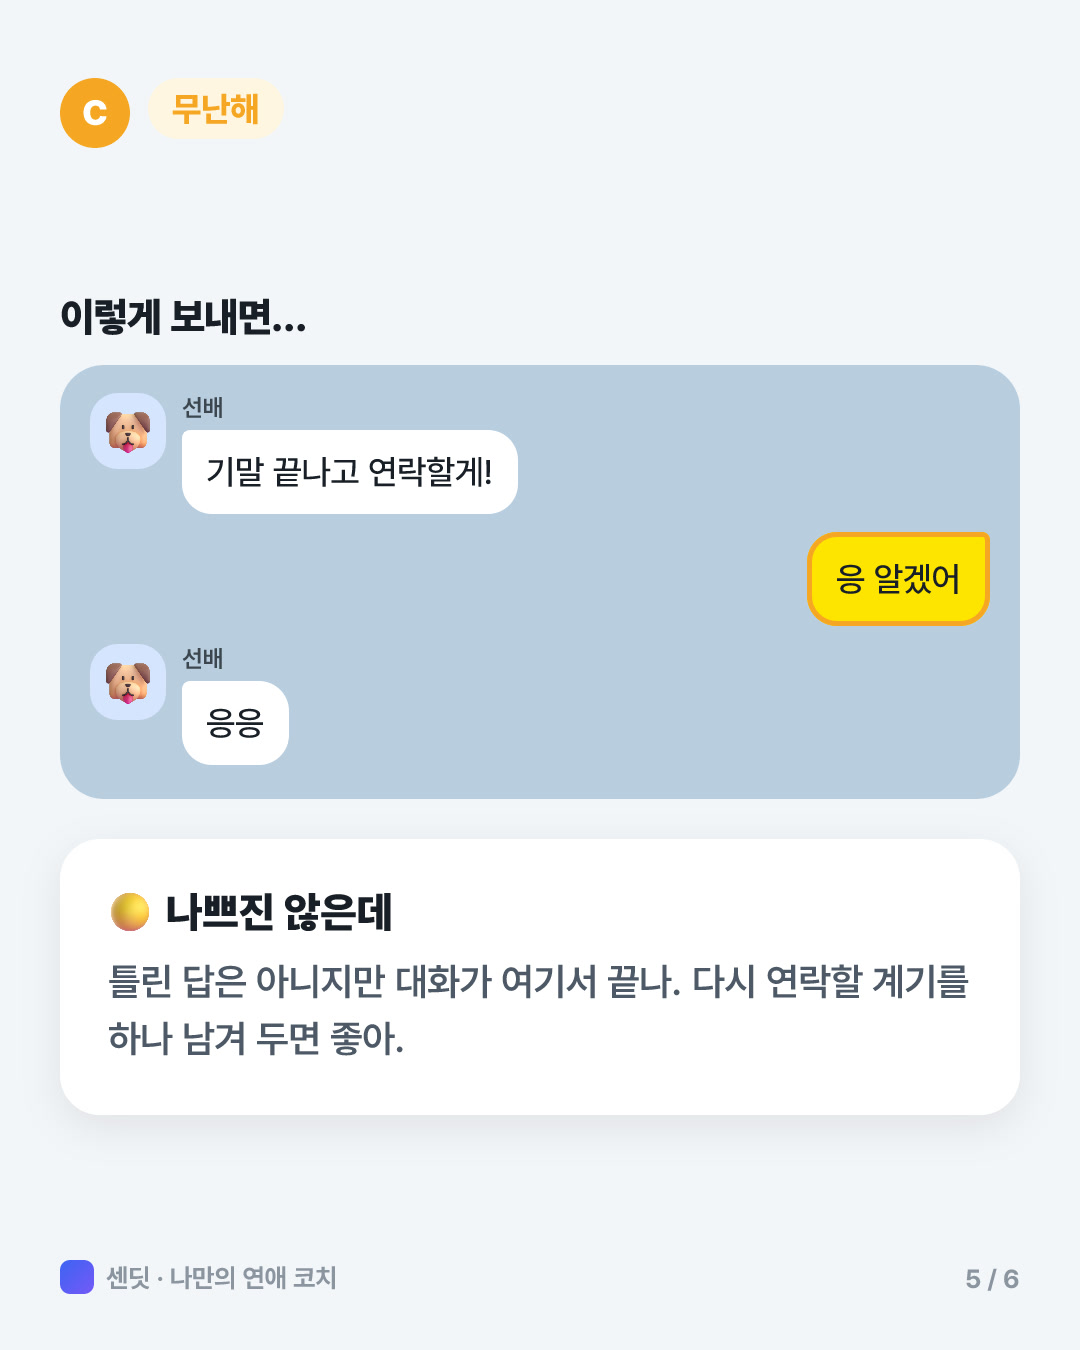 C 무난해
이렇게 보내면...
선배
기말 끝나고 연락할게!
응 알겠어
선배
응응
나쁘진 않은데
틀린 답은 아니지만 대화가 여기서 끝나. 다시 연락할 계기를
하나 남겨 두면 좋아.
센딧 · 나만의 연애 코치
5 / 6